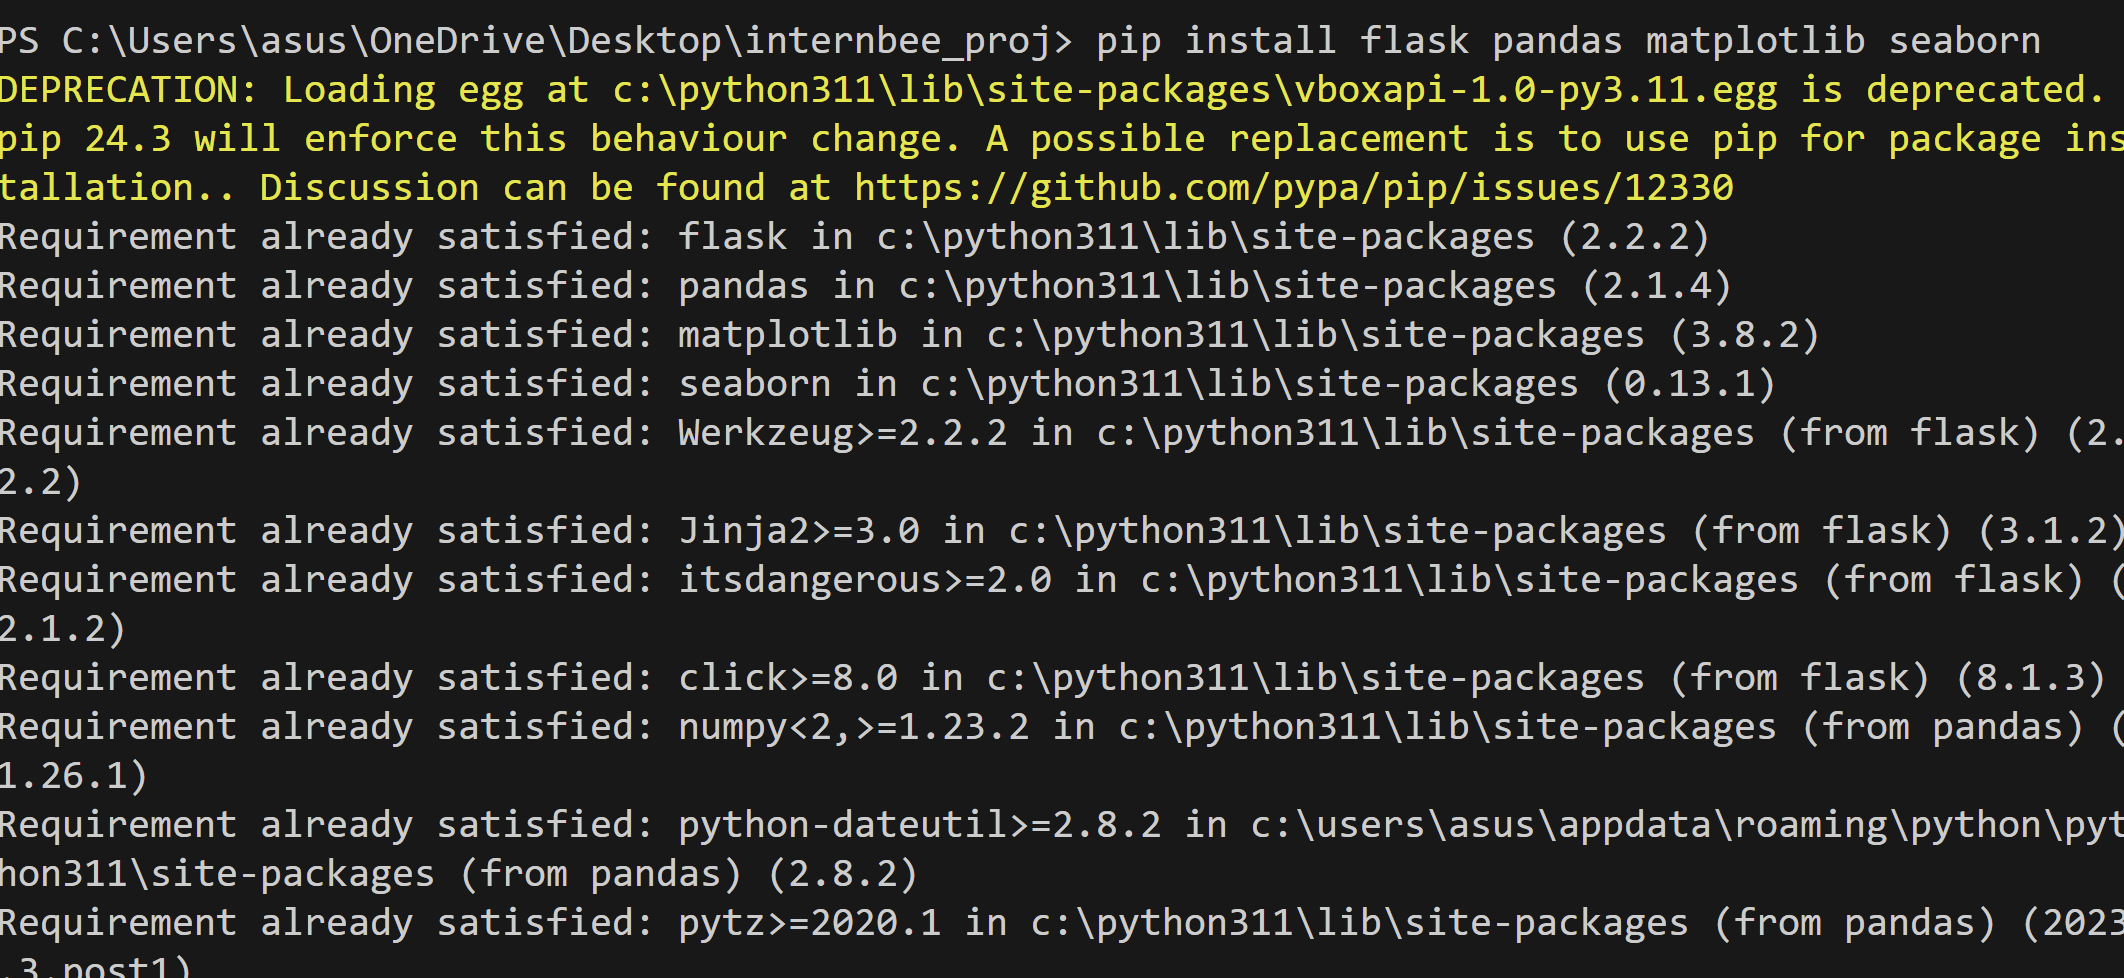 PS C:\Users\asus\OneDrive\Desktop\internbee_proj> pip install flask pandas matplotlib seaborn
DEPRECATION: Loading egg at c:\python311\lib\site-packages\vboxapi-1.0-py3.11.egg is deprecated.
pip 24.3 will enforce this behaviour change. A possible replacement is to use pip for package ins
tallation.. Discussion can be found at https://github.com/pypa/pip/issues/12330
Requirement already satisfied: flask in c:\python311\lib\site-packages (2.2.2)
Requirement already satisfied: pandas in c:\python311\lib\site-packages (2.1.4)
Requirement already satisfied: matplotlib in c:\python311\lib\site-packages (3.8.2)
Requirement already satisfied: seaborn in c:\python311\lib\site-packages (0.13.1)
Requirement already satisfied: Werkzeug>=2.2.2 in c:\python311\lib\site-packages (from flask) (2.
2.2)
Requirement already satisfied: Jinja2>=3.0 in c:\python311\lib\site-packages (from flask) (3.1.2)
Requirement already satisfied: itsdangerous>=2.0 in c:\python311\lib\site-packages (from flask) (
2.1.2)
Requirement already satisfied: click>=8.0 in c:\python311\lib\site-packages (from flask) (8.1.3)
Requirement already satisfied: numpy<2,>=1.23.2 in c:\python311\lib\site-packages (from pandas) (
1.26.1)
Requirement already satisfied: python-dateutil>=2.8.2 in c:\users\asus\appdata\roaming\python\pyt
hon311\site-packages (from pandas) (2.8.2)
Requirement already satisfied: pytz>=2020.1 in c:\python311\lib\site-packages (from pandas) (2023
.3.post1)